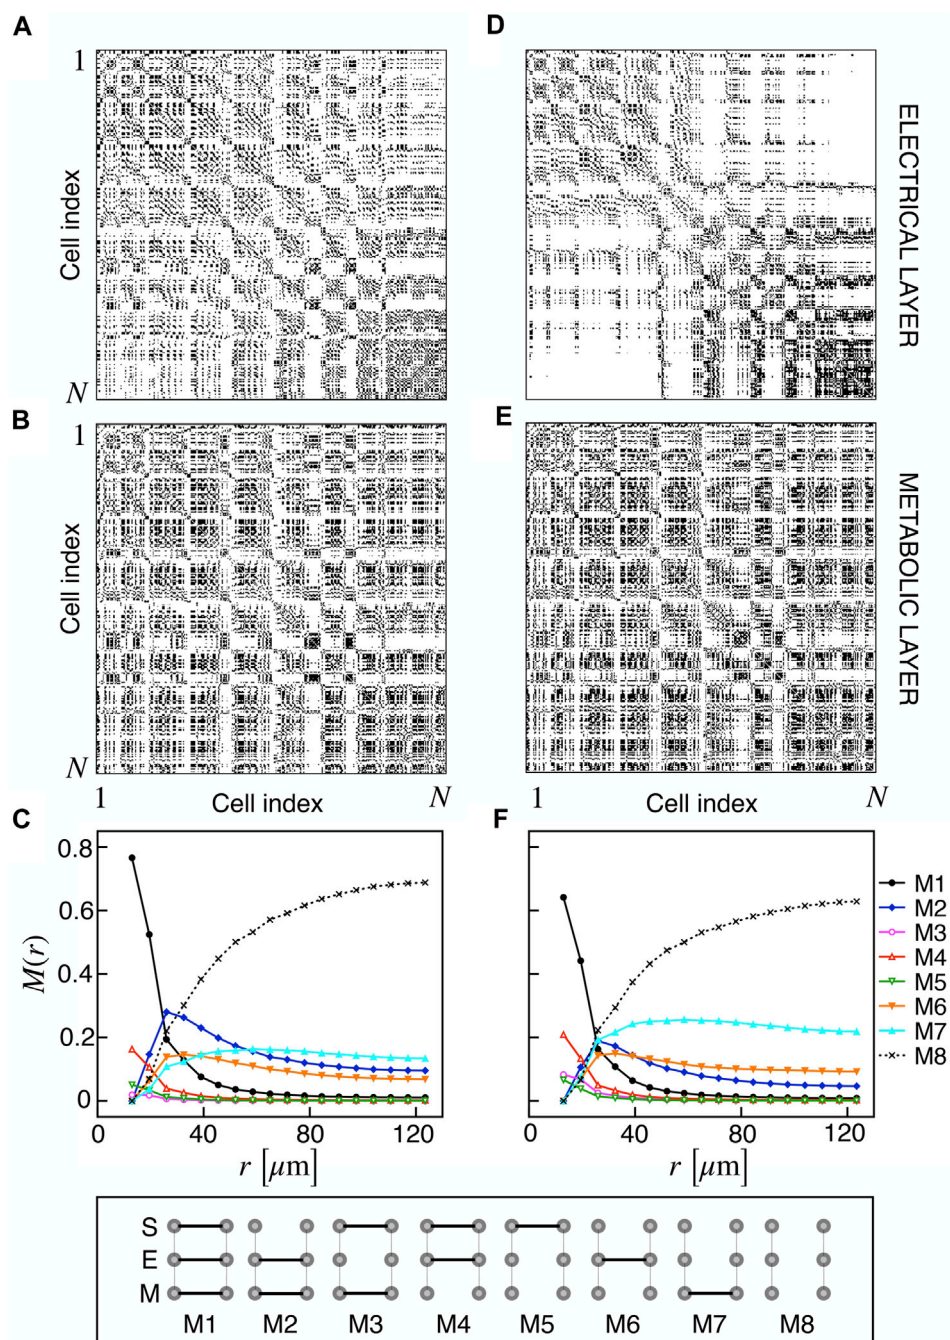 A
D
1
Cell index
N
ELECTRICAL LAYER
B
E
1
Cell index
N
METABOLIC LAYER
1
Cell index
N
1
Cell index
N
C
F
0.8
0.6
0.4
0.2
0
M(r)
0
40
80
120
r [μm]
0
40
80
120
r [μm]
M1
M2
M3
M4
M5
M6
M7
M8
S
E
M
M1 M2 M3 M4 M5 M6 M7 M8